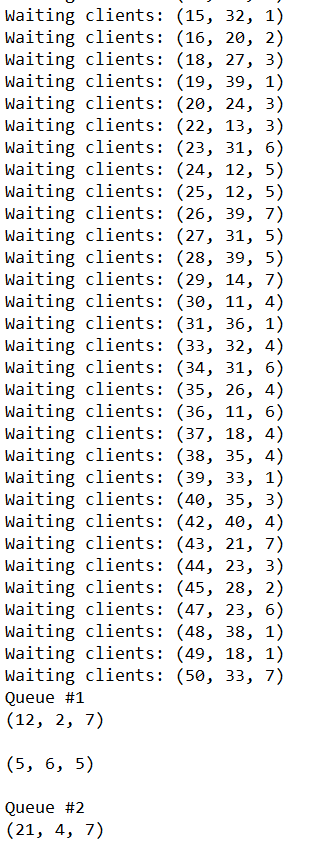 Waiting clients: (15, 32, 1)
Waiting clients: (16, 20, 2)
Waiting clients: (18, 27, 3)
Waiting clients: (19, 39, 1)
Waiting clients: (20, 24, 3)
Waiting clients: (22, 13, 3)
Waiting clients: (23, 31, 6)
Waiting clients: (24, 12, 5)
Waiting clients: (25, 12, 5)
Waiting clients: (26, 39, 7)
Waiting clients: (27, 31, 5)
Waiting clients: (28, 39, 5)
Waiting clients: (29, 14, 7)
Waiting clients: (30, 11, 4)
Waiting clients: (31, 36, 1)
Waiting clients: (33, 32, 4)
Waiting clients: (34, 31, 6)
Waiting clients: (35, 26, 4)
Waiting clients: (36, 11, 6)
Waiting clients: (37, 18, 4)
Waiting clients: (38, 35, 4)
Waiting clients: (39, 33, 1)
Waiting clients: (40, 35, 3)
Waiting clients: (42, 40, 4)
Waiting clients: (43, 21, 7)
Waiting clients: (44, 23, 3)
Waiting clients: (45, 28, 2)
Waiting clients: (47, 23, 6)
Waiting clients: (48, 38, 1)
Waiting clients: (49, 18, 1)
Waiting clients: (50, 33, 7)
Queue #1
(12, 2, 7)
(5, 6, 5)
Queue #2
(21, 4, 7)